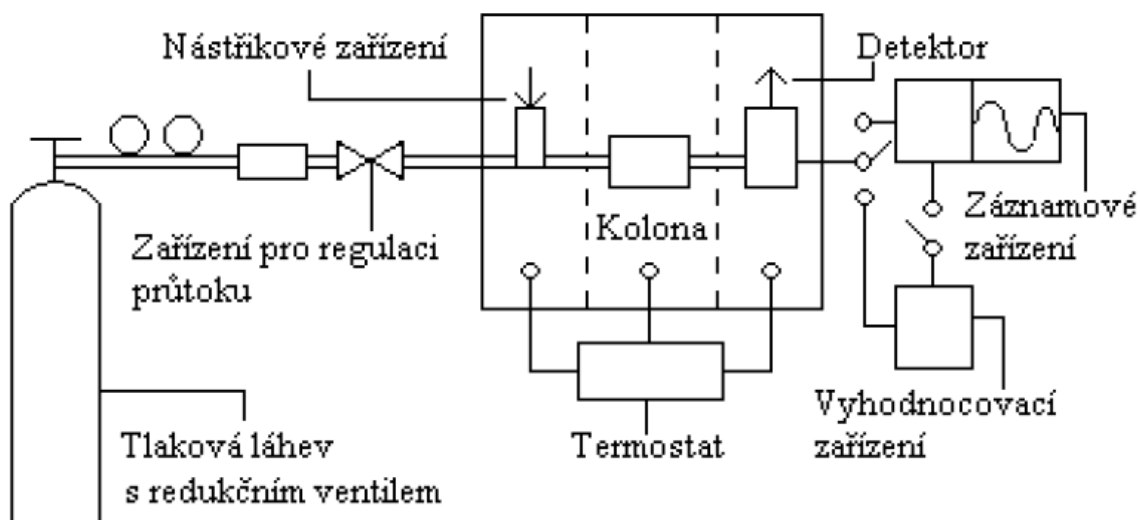 Nástřikové zařízení
Detektor
Zařízení pro regulaci
průtoku
Kolona
Záznamové
zařízení
Tlaková láhev
s redukčním ventilem
Termostat
Vyhodnocovací
zařízení